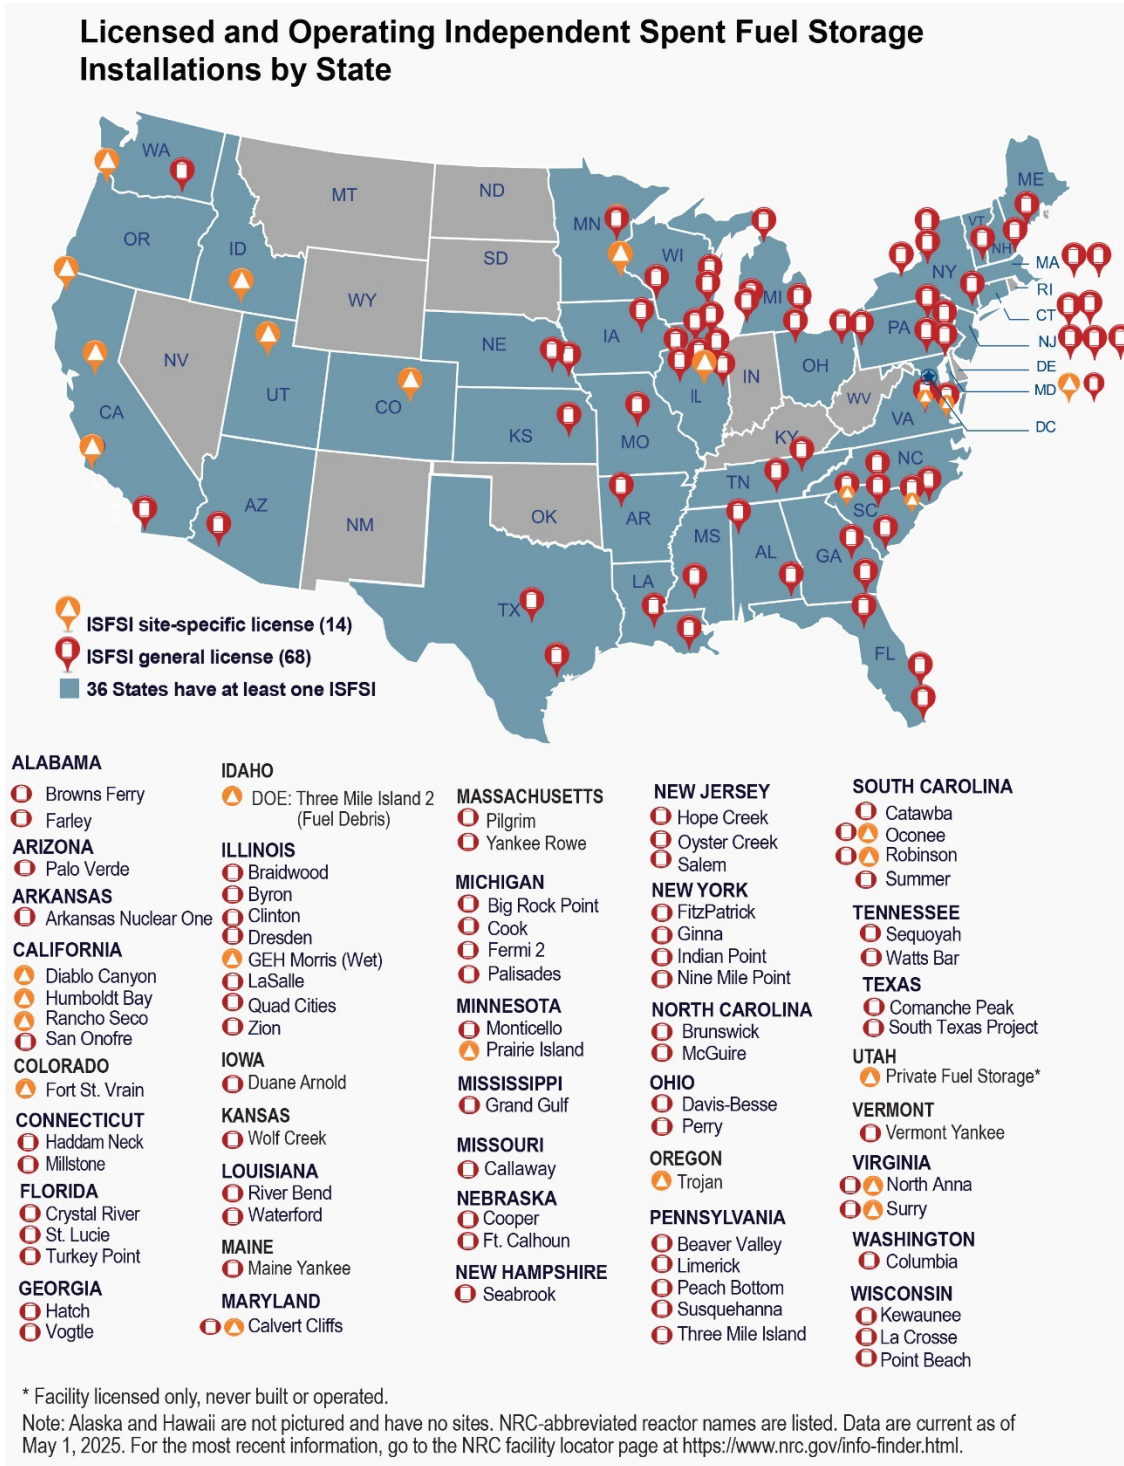 Licensed and Operating Independent Spent Fuel Storage
Installations by State
WA
MT
ND
MN
ME
OR
ID
SD
WI
VT
NH
MA
WY
MI
NY
RI
CT
NV
NE
IA
PA
NJ
UT
CO
IL
IN
OH
DE
MD
CA
KS
MO
WV
VA
DC
KY
NC
AZ
NM
OK
TN
AR
SC
MS
AL
GA
LA
TX
FL
ISFSI site-specific license (14)
ISFSI general license (68)
36 States have at least one ISFSI
ALABAMA
Browns Ferry
Farley
ARIZONA
Palo Verde
ARKANSAS
Arkansas Nuclear One
CALIFORNIA
Diablo Canyon
Humboldt Bay
Rancho Seco
San Onofre
COLORADO
Fort St. Vrain
CONNECTICUT
Haddam Neck
Millstone
FLORIDA
Crystal River
St. Lucie
Turkey Point
GEORGIA
Hatch
Vogtle
IDAHO
DOE: Three Mile Island 2
(Fuel Debris)
ILLINOIS
Braidwood
Byron
Clinton
Dresden
GEH Morris (Wet)
LaSalle
Quad Cities
Zion
IOWA
Duane Arnold
KANSAS
Wolf Creek
LOUISIANA
River Bend
Waterford
MAINE
Maine Yankee
MARYLAND
Calvert Cliffs
MASSACHUSETTS
Pilgrim
Yankee Rowe
MICHIGAN
Big Rock Point
Cook
Fermi 2
Palisades
MINNESOTA
Monticello
Prairie Island
MISSISSIPPI
Grand Gulf
MISSOURI
Callaway
NEBRASKA
Cooper
Ft. Calhoun
NEW HAMPSHIRE
Seabrook
NEW JERSEY
Hope Creek
Oyster Creek
Salem
NEW YORK
FitzPatrick
Ginna
Indian Point
Nine Mile Point
NORTH CAROLINA
Brunswick
McGuire
OHIO
Davis-Besse
Perry
OREGON
Trojan
PENNSYLVANIA
Beaver Valley
Limerick
Peach Bottom
Susquehanna
Three Mile Island
SOUTH CAROLINA
Catawba
Oconee
Robinson
Summer
TENNESSEE
Sequoyah
Watts Bar
TEXAS
Comanche Peak
South Texas Project
UTAH
Private Fuel Storage*
VERMONT
Vermont Yankee
VIRGINIA
North Anna
Surry
WASHINGTON
Columbia
WISCONSIN
Kewaunee
La Crosse
Point Beach
* Facility licensed only, never built or operated.
Note: Alaska and Hawaii are not pictured and have no sites. NRC-abbreviated reactor names are listed. Data are current as of
May 1, 2025. For the most recent information, go to the NRC facility locator page at https://www.nrc.gov/info-finder.html.